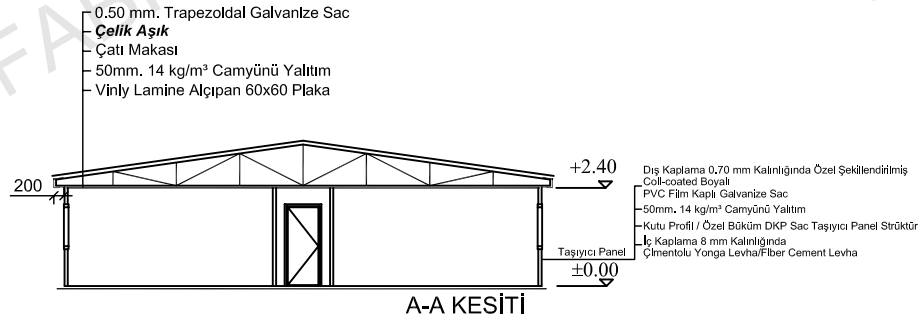 0.50 mm. Trapezoldal Galvanlze Sac
Çelik Aşık
Çatı Makası
50mm. 14 kg/m³ Camyünü Yalıtım
Vinly Lamine Alçıpan 60x60 Plaka
200
+2.40
Dış Kaplama 0.70 mm Kalınlığında Özel Şekillendirilmiş
Coll-coated Boyalı
PVC Film Kaplı Galvanize Sac
50mm. 14 kg/m³ Camyünü Yalıtım
Kutu Profil / Özel Büküm DKP Sac Taşıyıcı Panel Strüktür
İç Kaplama 8 mm Kalınlığında
Çimentolu Yonga Levha/Fiber Cement Levha
Taşıyıcı Panel
±0.00
A-A KESİTİ